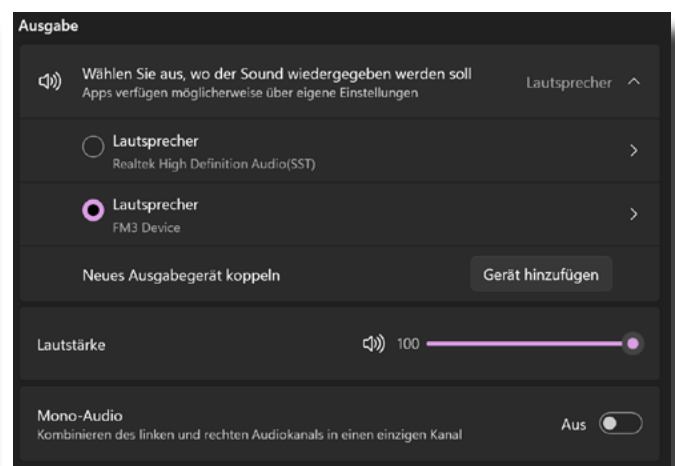 Ausgabe
Wählen Sie aus, wo der Sound wiedergegeben werden soll
Apps verfügen möglicherweise über eigene Einstellungen
Lautsprecher
Lautsprecher
Realtek High Definition Audio(SST)
Lautsprecher
FM3 Device
Neues Ausgabegerät koppeln
Gerät hinzufügen
Lautstärke
100
Mono-Audio
Kombinieren des linken und rechten Audiokanals in einen einzigen Kanal
Aus